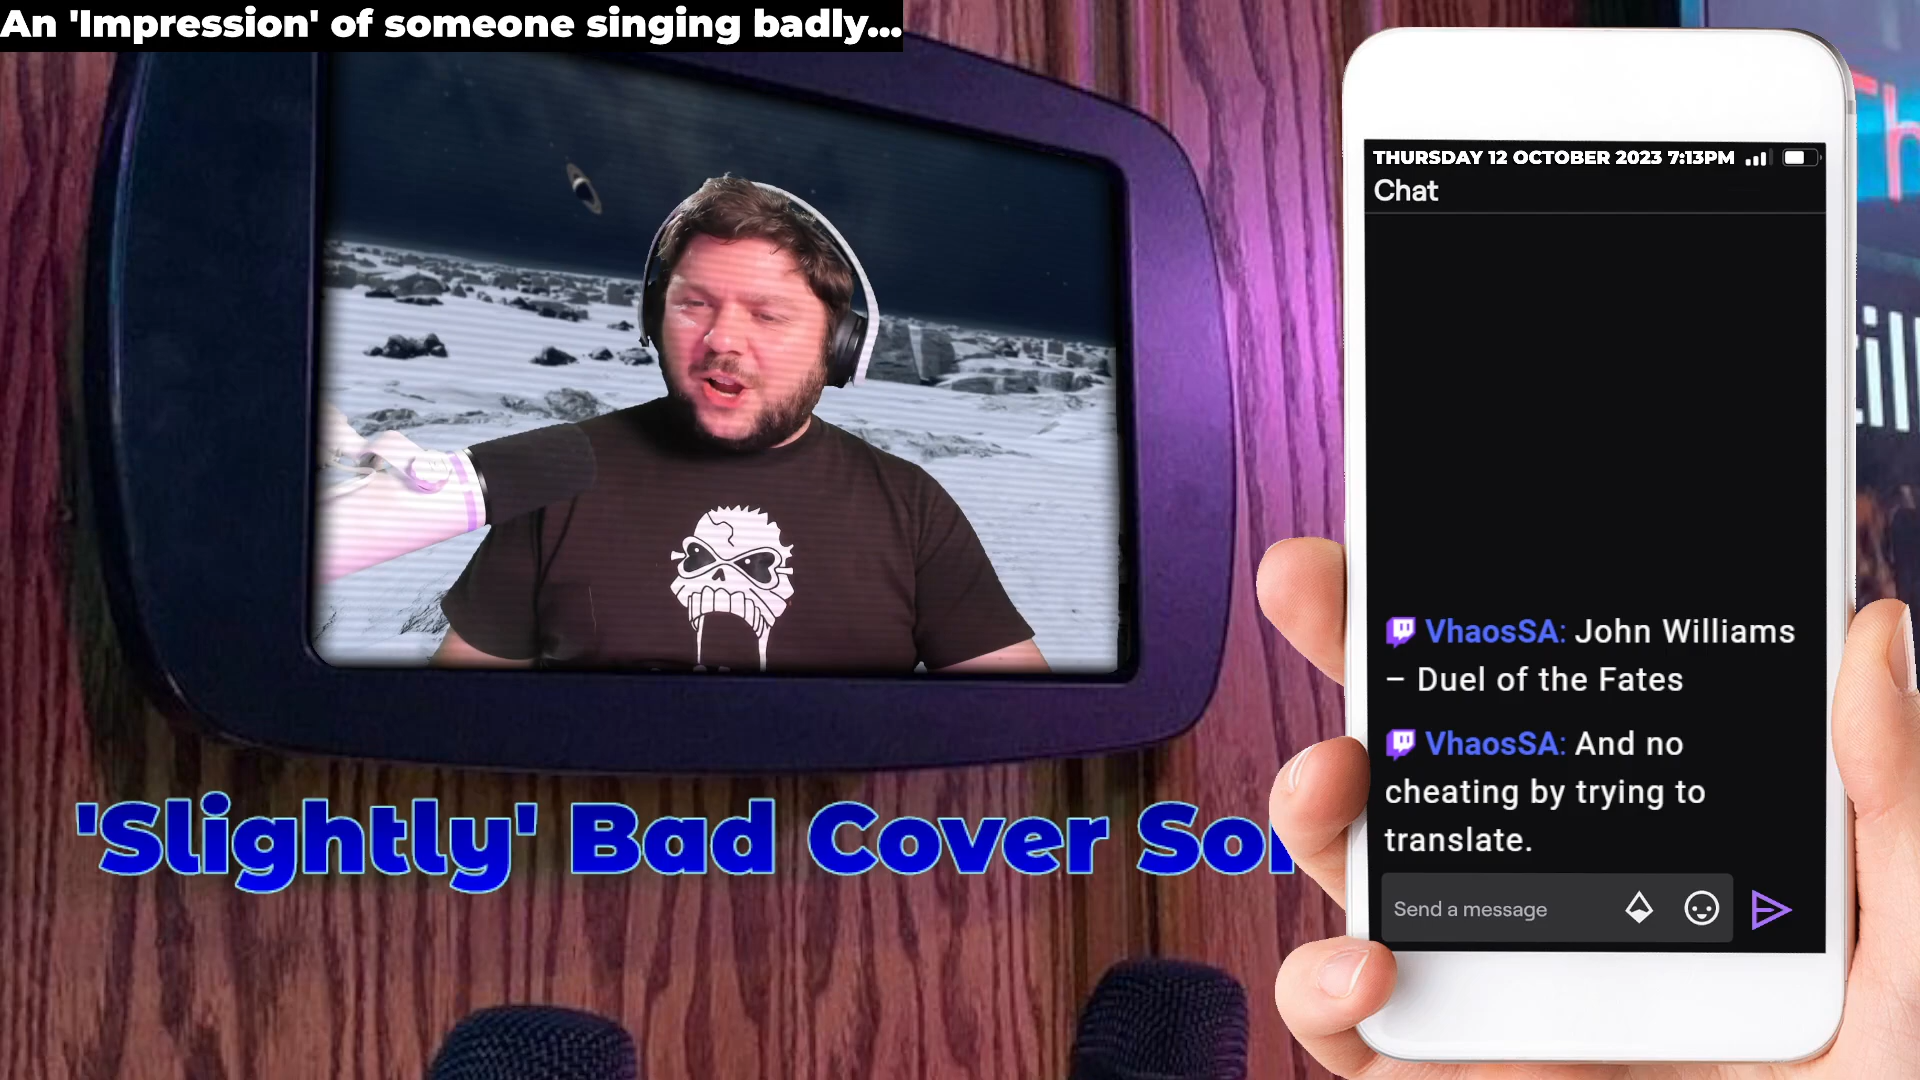 An 'Impression' of someone singing badly...
THURSDAY 12 OCTOBER 2023 7:13PM
Chat
VhaosSA: John Williams
– Duel of the Fates
VhaosSA: And no
cheating by trying to
translate.
Send a message
'Slightly' Bad Cover